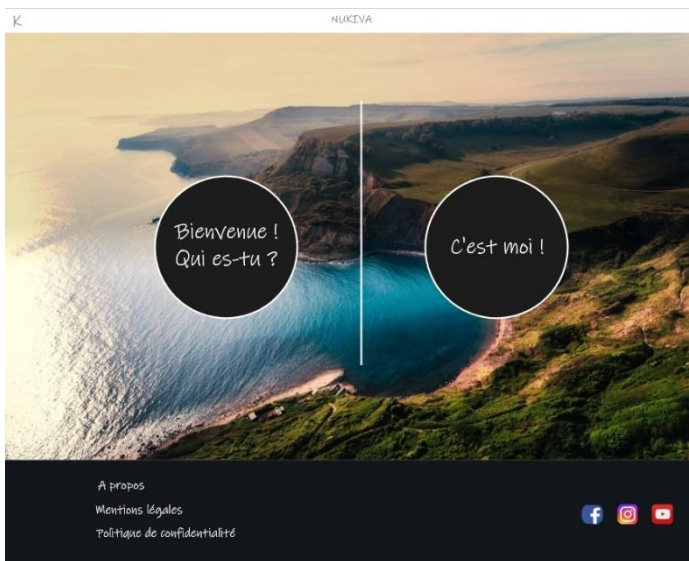 K
NUKIVA
Bienvenue !
Qui es-tu ?
C'est moi !
A propos
Mentions légales
Politique de confidentialité